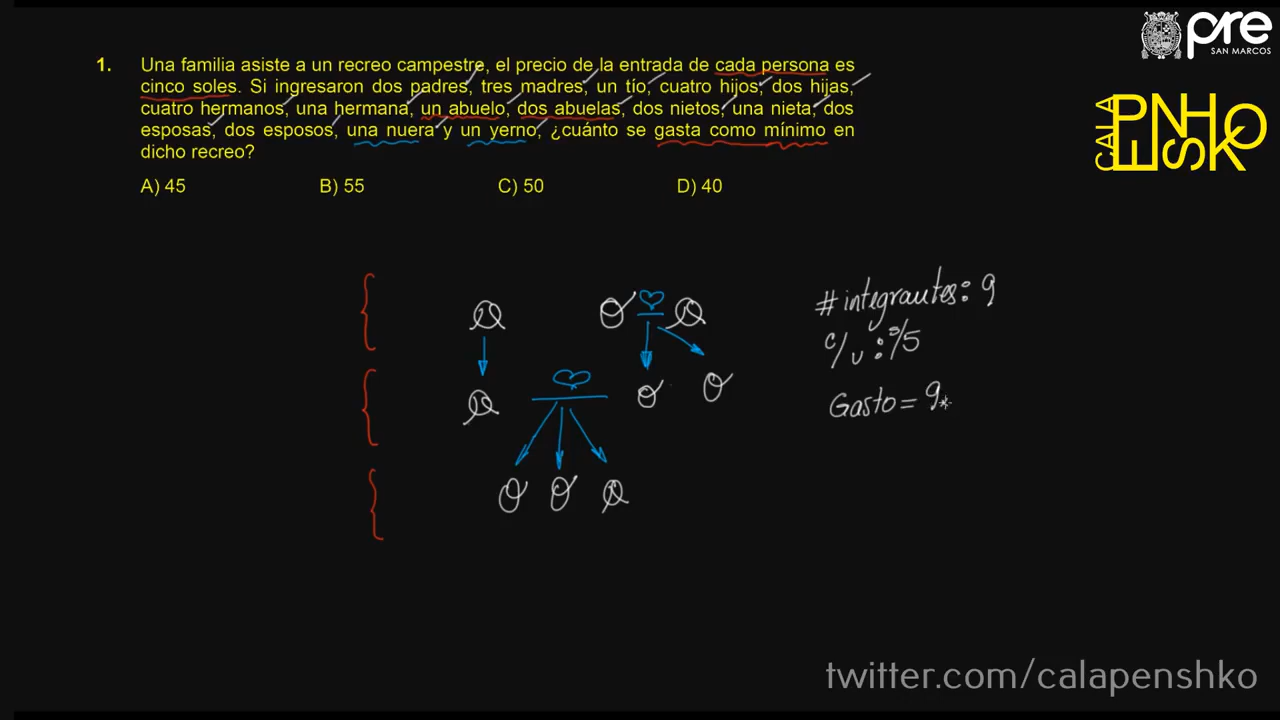 pre
SAN MARCOS
CALA
PENSHKO
1. Una familia asiste a un recreo campestre, el precio de la entrada de cada persona es
cinco soles. Si ingresaron dos padres, tres madres, un tío, cuatro hijos, dos hijas,
cuatro hermanos, una hermana, un abuelo, dos abuelas, dos nietos, una nieta, dos
esposas, dos esposos, una nuera y un yerno, ¿cuánto se gasta como mínimo en
dicho recreo?
A) 45 B) 55 C) 50 D) 40
# integrantes: 9
c/u : s/5
Gasto = 9*
twitter.com/calapenshko